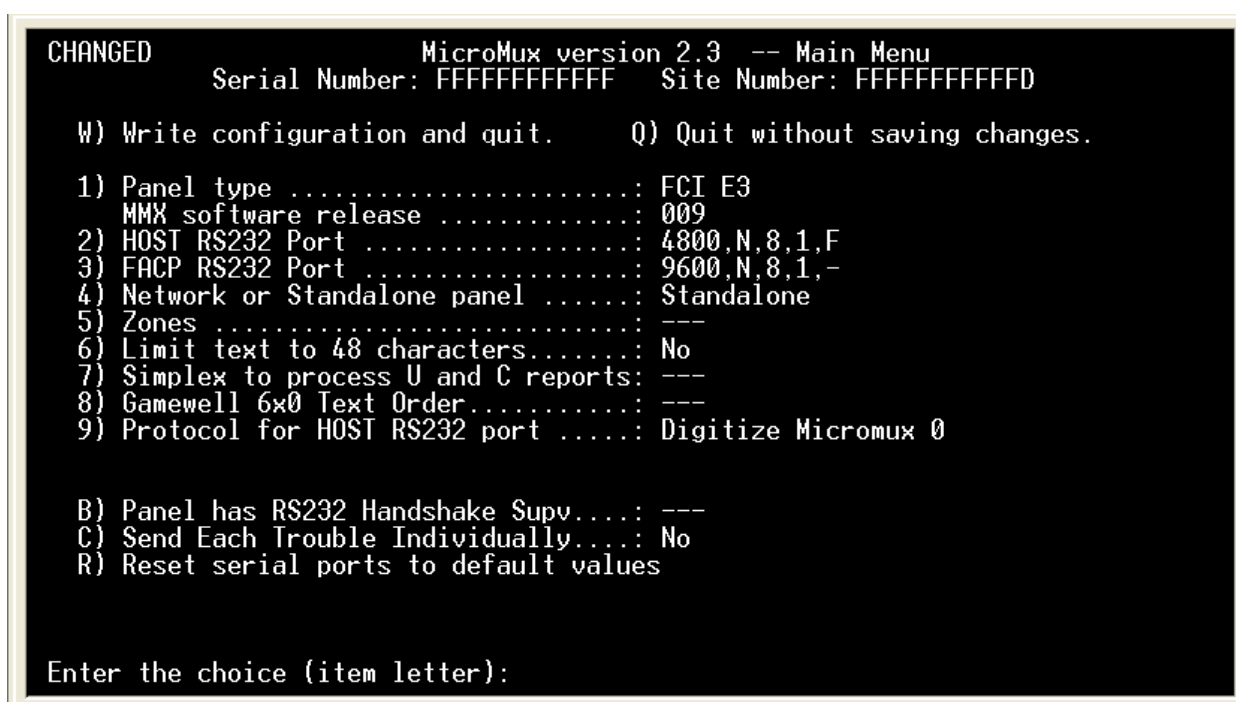 CHANGED MicroMux version 2.3 -- Main Menu
Serial Number: FFFFFFFFFFFF Site Number: FFFFFFFFFFFD
W) Write configuration and quit. Q) Quit without saving changes.
1) Panel type .......................: FCI E3
MMX software release .............: 009
2) HOST RS232 Port ..................: 4800,N,8,1,F
3) FACP RS232 Port ..................: 9600,N,8,1,-
4) Network or Standalone panel ......: Standalone
5) Zones ............................: ---
6) Limit text to 48 characters.......: No
7) Simplex to process U and C reports: ---
8) Gamewell 6x0 Text Order...........: ---
9) Protocol for HOST RS232 port .....: Digitize Micromux 0
B) Panel has RS232 Handshake Supv....: ---
C) Send Each Trouble Individually....: No
R) Reset serial ports to default values
Enter the choice (item letter):